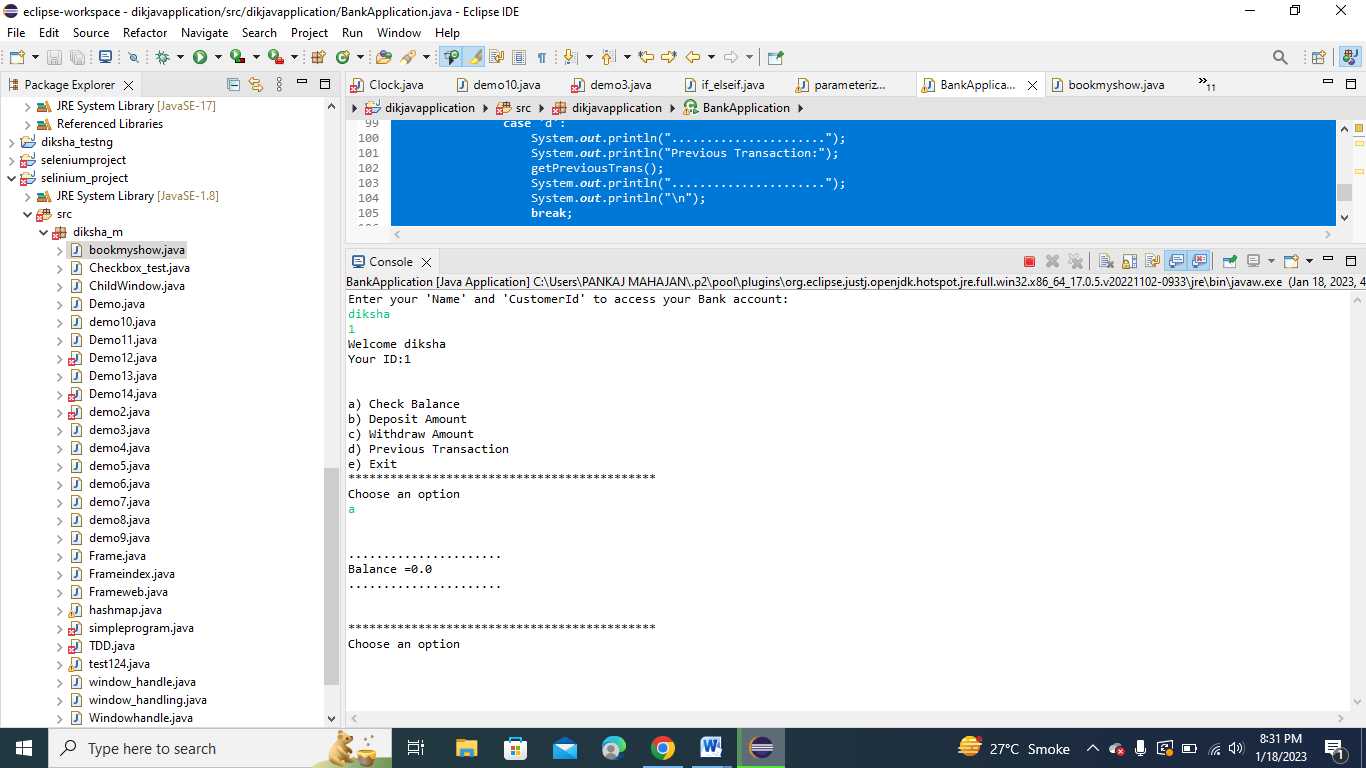 eclipse-workspace - dikjavapplication/src/dikjavapplication/BankApplication.java - Eclipse IDE
File Edit Source Refactor Navigate Search Project Run Window Help
Package Explorer
JRE System Library [JavaSE-17]
Referenced Libraries
diksha_testng
seleniumproject
selinium_project
JRE System Library [JavaSE-1.8]
src
diksha_m
bookmyshow.java
Checkbox_test.java
ChildWindow.java
Demo.java
demo10.java
Demo11.java
Demo12.java
Demo13.java
Demo14.java
demo2.java
demo3.java
demo4.java
demo5.java
demo6.java
demo7.java
demo8.java
demo9.java
Frame.java
Frameindex.java
Frameweb.java
hashmap.java
simpleprogram.java
TDD.java
test124.java
window_handle.java
window_handling.java
Windowhandle.java
Clock.java demo10.java demo3.java if_elseif.java parameteriz... BankApplica... bookmyshow.java »11
dikjavapplication src dikjavapplication BankApplication
99 case 'd':
100 System.out.println("......................");
101 System.out.println("Previous Transaction:");
102 getPreviousTrans();
103 System.out.println("......................");
104 System.out.println("\n");
105 break;
Console
BankApplication [Java Application] C:\Users\PANKAJ MAHAJAN\.p2\pool\plugins\org.eclipse.justj.openjdk.hotspot.jre.full.win32.x86_64_17.0.5.v20221102-0933\jre\bin\javaw.exe (Jan 18, 2023, 4
Enter your 'Name' and 'CustomerId' to access your Bank account:
diksha
1
Welcome diksha
Your ID:1
a) Check Balance
b) Deposit Amount
c) Withdraw Amount
d) Previous Transaction
e) Exit
********************************************
Choose an option
a
......................
Balance =0.0
......................
********************************************
Choose an option
Type here to search
27°C Smoke
8:31 PM
1/18/2023
1